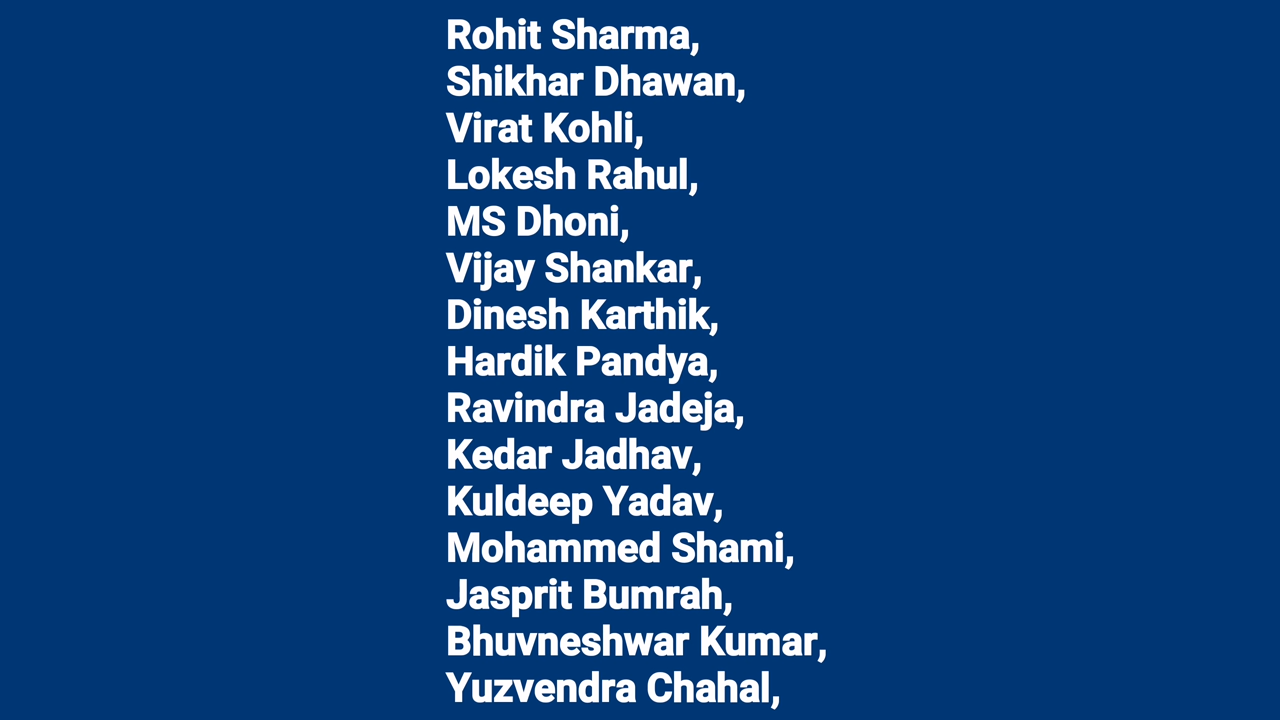 Rohit Sharma,
Shikhar Dhawan,
Virat Kohli,
Lokesh Rahul,
MS Dhoni,
Vijay Shankar,
Dinesh Karthik,
Hardik Pandya,
Ravindra Jadeja,
Kedar Jadhav,
Kuldeep Yadav,
Mohammed Shami,
Jasprit Bumrah,
Bhuvneshwar Kumar,
Yuzvendra Chahal,